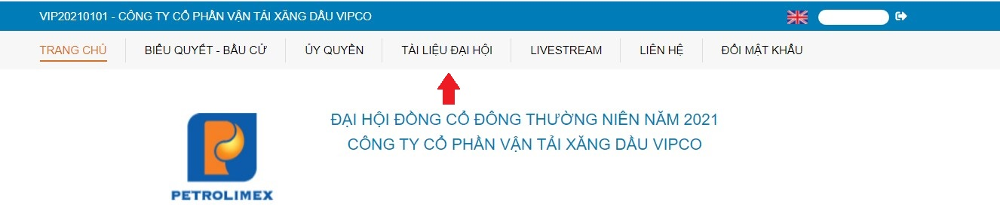 VIP20210101 - CÔNG TY CỔ PHẦN VẬN TẢI XĂNG DẦU VIPCO
TRANG CHỦ BIỂU QUYẾT - BẦU CỬ ỦY QUYỀN TÀI LIỆU ĐẠI HỘI LIVESTREAM LIÊN HỆ ĐỔI MẬT KHẨU
ĐẠI HỘI ĐỒNG CỔ ĐÔNG THƯỜNG NIÊN NĂM 2021
CÔNG TY CỔ PHẦN VẬN TẢI XĂNG DẦU VIPCO
PETROLIMEX